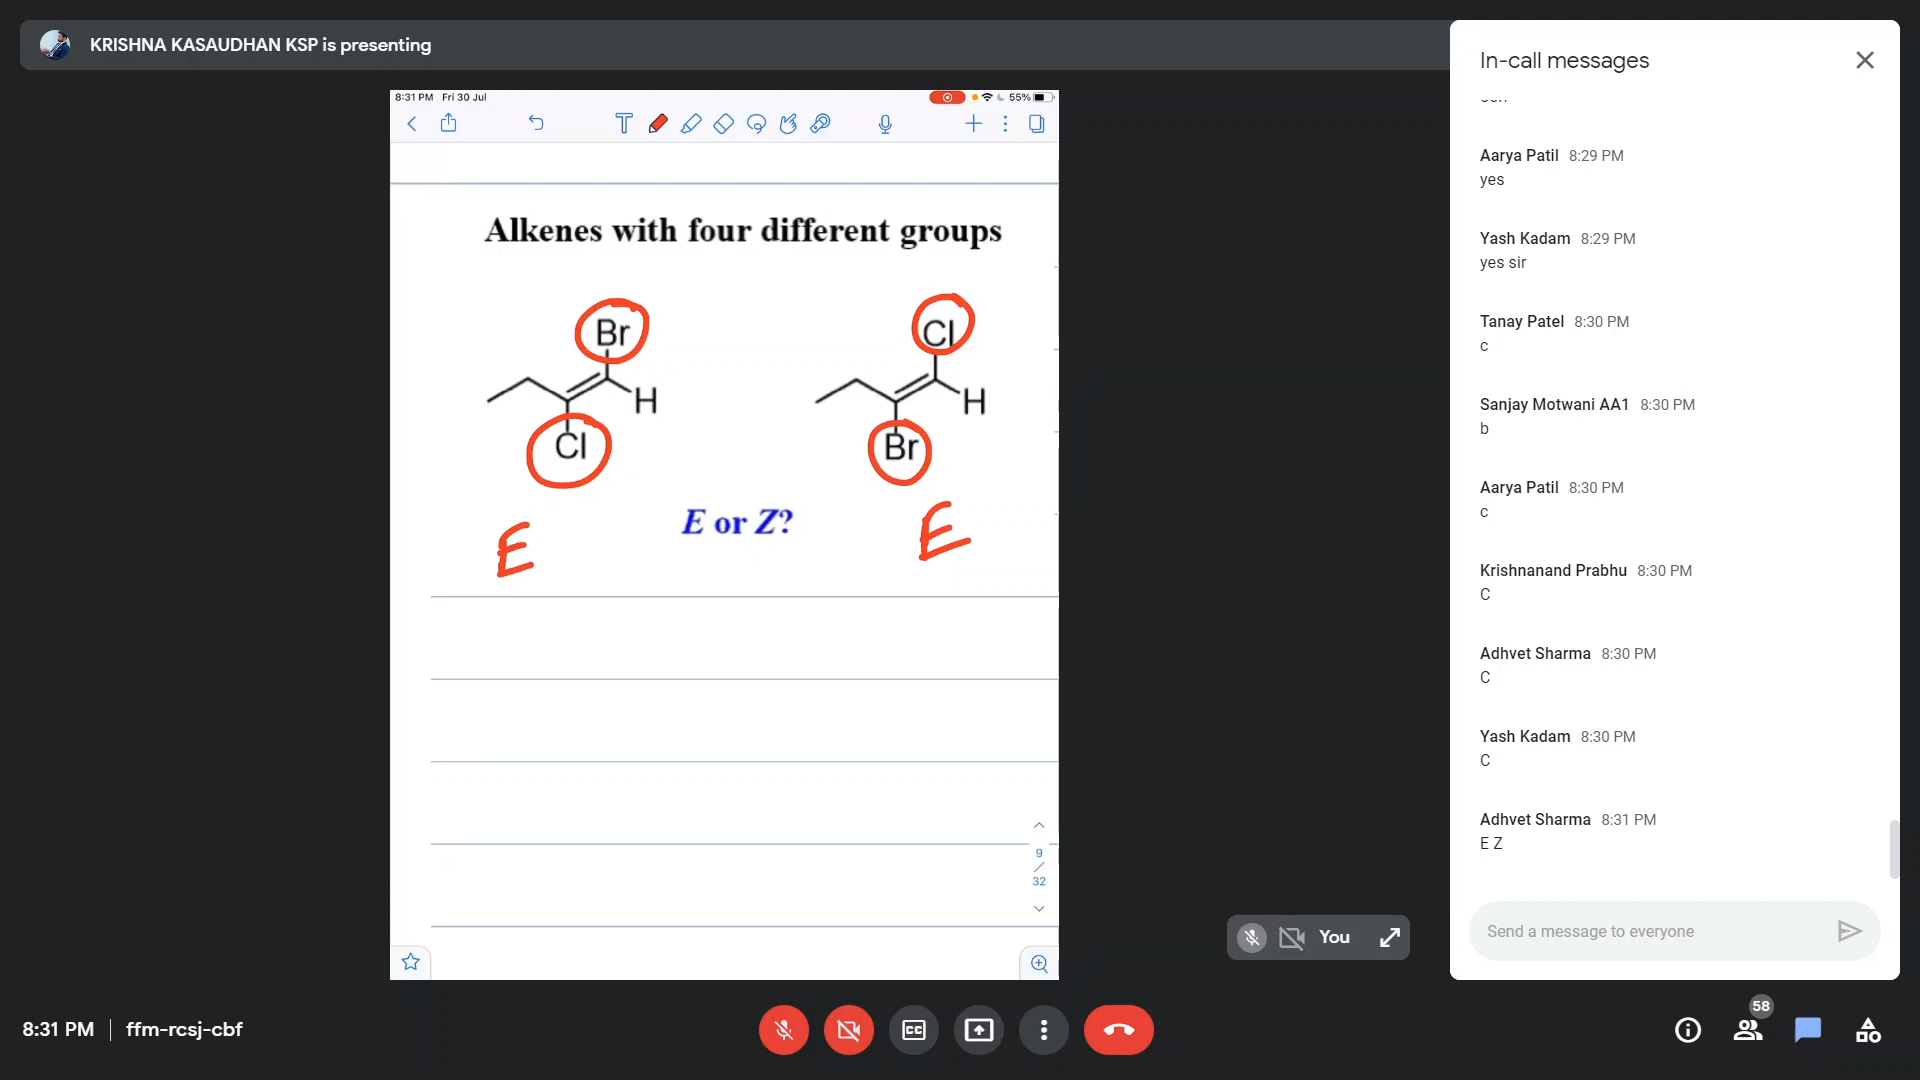 KRISHNA KASAUDHAN KSP is presenting
8:31 PM Fri 30 Jul
55%
Alkenes with four different groups
Br
Cl
H
H
Cl
Br
E or Z?
E
E
9
32
You
In-call messages
Aarya Patil 8:29 PM
yes
Yash Kadam 8:29 PM
yes sir
Tanay Patel 8:30 PM
c
Sanjay Motwani AA1 8:30 PM
b
Aarya Patil 8:30 PM
c
Krishnanand Prabhu 8:30 PM
C
Adhvet Sharma 8:30 PM
C
Yash Kadam 8:30 PM
C
Adhvet Sharma 8:31 PM
E Z
Send a message to everyone
8:31 PM | ffm-rcsj-cbf
CC
58